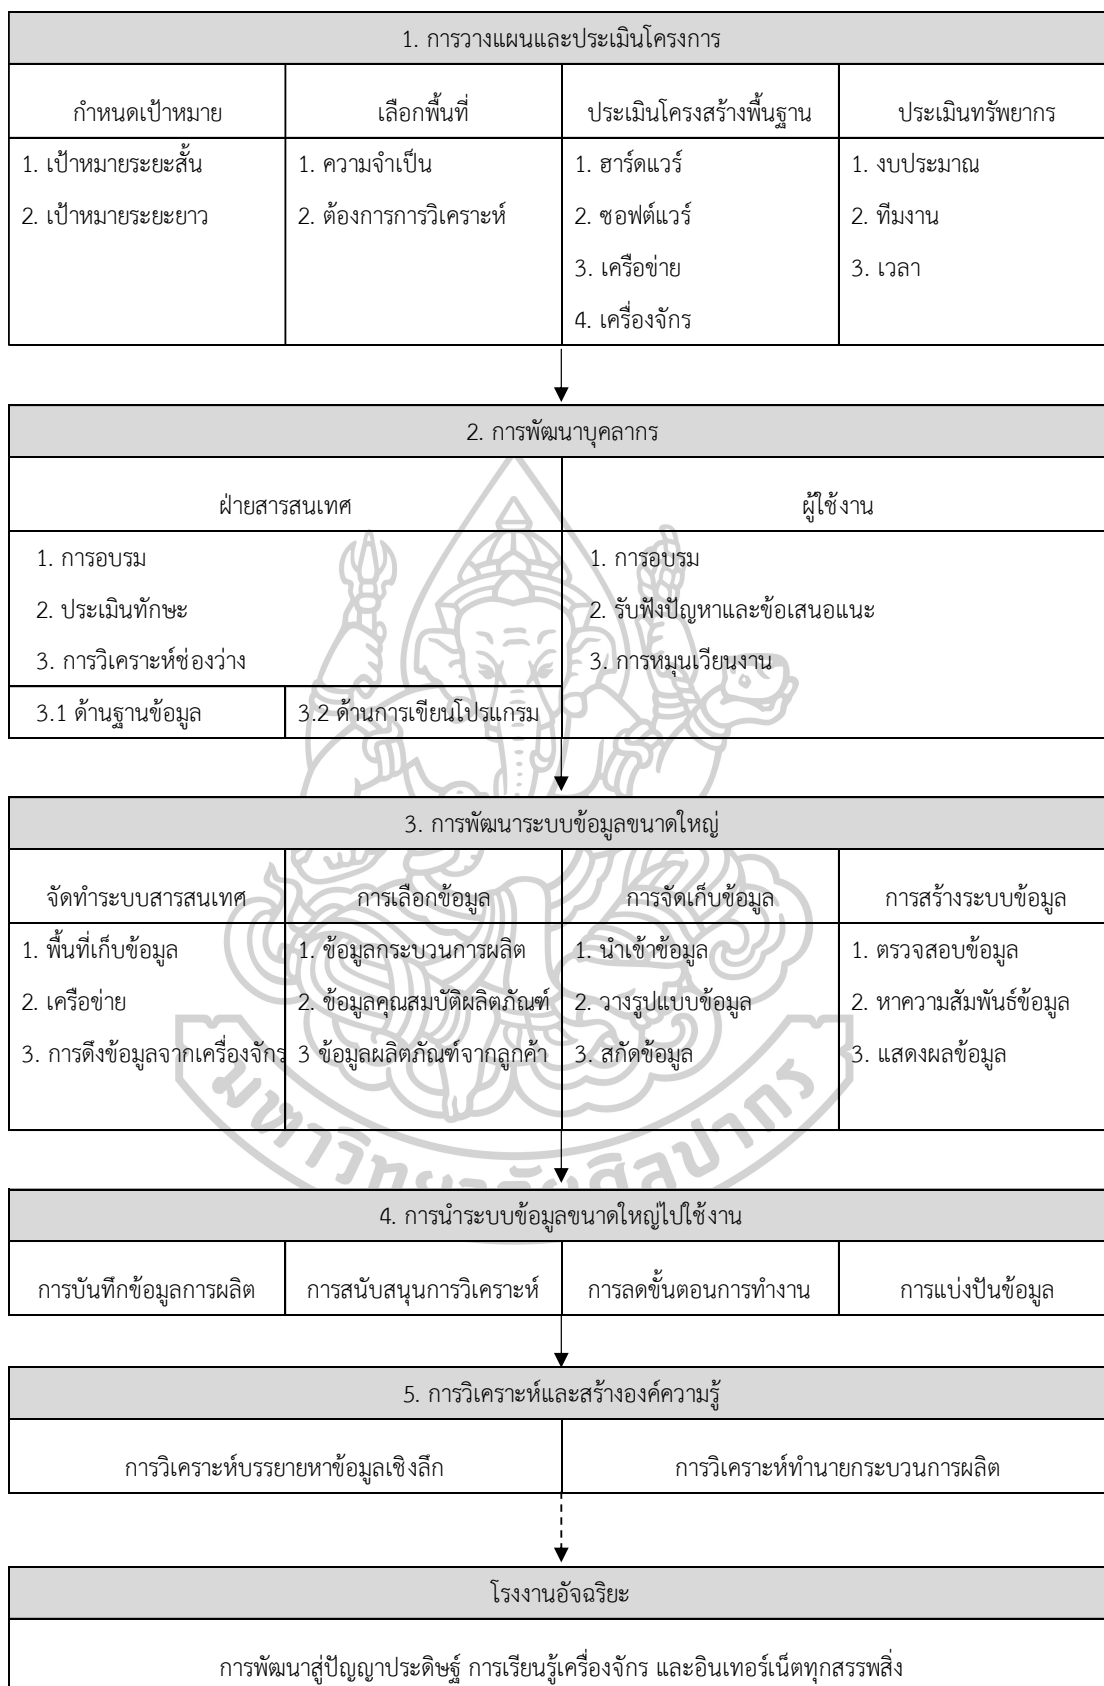 1. การวางแผนและประเมินโครงการ
กำหนดเป้าหมาย
เลือกพื้นที่
ประเมินโครงสร้างพื้นฐาน
ประเมินทรัพยากร
1. เป้าหมายระยะสั้น
2. เป้าหมายระยะยาว
1. ความจำเป็น
2. ต้องการการวิเคราะห์
1. ฮาร์ดแวร์
2. ซอฟต์แวร์
3. เครือข่าย
4. เครื่องจักร
1. งบประมาณ
2. ทีมงาน
3. เวลา
2. การพัฒนาบุคลากร
ฝ่ายสารสนเทศ
ผู้ใช้งาน
1. การอบรม
2. ประเมินทักษะ
3. การวิเคราะห์ช่องว่าง
3.1 ด้านฐานข้อมูล
3.2 ด้านการเขียนโปรแกรม
1. การอบรม
2. รับฟังปัญหาและข้อเสนอแนะ
3. การหมุนเวียนงาน
3. การพัฒนาระบบข้อมูลขนาดใหญ่
จัดทำระบบสารสนเทศ
การเลือกข้อมูล
การจัดเก็บข้อมูล
การสร้างระบบข้อมูล
1. พื้นที่เก็บข้อมูล
2. เครือข่าย
3. การดึงข้อมูลจากเครื่องจักร
1. ข้อมูลกระบวนการผลิต
2. ข้อมูลคุณสมบัติผลิตภัณฑ์
3 ข้อมูลผลิตภัณฑ์จากลูกค้า
1. นำเข้าข้อมูล
2. วางรูปแบบข้อมูล
3. สกัดข้อมูล
1. ตรวจสอบข้อมูล
2. หาความสัมพันธ์ข้อมูล
3. แสดงผลข้อมูล
มหาวิทยาลัยศิลปากร
4. การนำระบบข้อมูลขนาดใหญ่ไปใช้งาน
การบันทึกข้อมูลการผลิต
การสนับสนุนการวิเคราะห์
การลดขั้นตอนการทำงาน
การแบ่งปันข้อมูล
5. การวิเคราะห์และสร้างองค์ความรู้
การวิเคราะห์บรรยายหาข้อมูลเชิงลึก
การวิเคราะห์ทำนายกระบวนการผลิต
โรงงานอัจฉริยะ
การพัฒนาสู่ปัญญาประดิษฐ์ การเรียนรู้เครื่องจักร และอินเทอร์เน็ตทุกสรรพสิ่ง